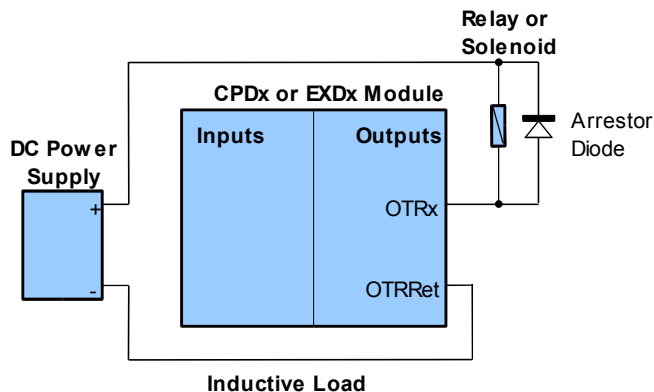 Relay or
Solenoid
CPDx or EXDx Module
Inputs
Outputs
Arrestor
Diode
DC Power
Supply
+
OTRx
-
OTRRet
Inductive Load